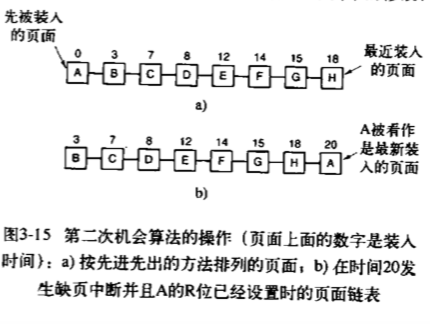 先被装入
的页面
0 3 7 8 12 14 15 18
A B C D E F G H
最近装入
的页面
a)
3 7 8 12 14 15 18 20
B C D E F G H A
A被看作
是最新装
入的页面
b)
图3-15 第二次机会算法的操作（页面上面的数字是装入
时间）：a) 按先进先出的方法排列的页面；b) 在时间20发
生缺页中断并且A的R位已经设置时的页面链表